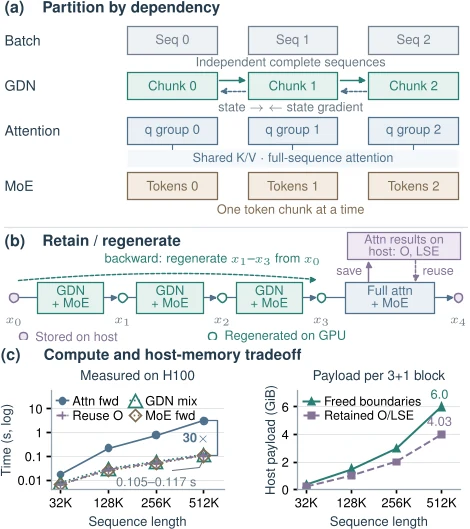 (a) Partition by dependency
Batch
Seq 0
Seq 1
Seq 2
Independent complete sequences
GDN
Chunk 0
Chunk 1
Chunk 2
state → ← state gradient
Attention
q group 0
q group 1
q group 2
Shared K/V · full-sequence attention
MoE
Tokens 0
Tokens 1
Tokens 2
One token chunk at a time
(b) Retain / regenerate
backward: regenerate x₁–x₃ from x₀
Attn results on
host: O, LSE
save
reuse
GDN
+ MoE
GDN
+ MoE
GDN
+ MoE
Full attn
+ MoE
x₀
x₁
x₂
x₃
x₄
Stored on host
Regenerated on GPU
(c) Compute and host-memory tradeoff
Measured on H100
Time (s, log)
10
1
0.1
0.01
Attn fwd
GDN mix
Reuse O
MoE fwd
30×
0.105–0.117 s
32K
128K
256K
512K
Sequence length
Payload per 3+1 block
Host payload (GiB)
6
4
2
0
Freed boundaries
Retained O/LSE
6.0
4.03
32K
128K
256K
512K
Sequence length